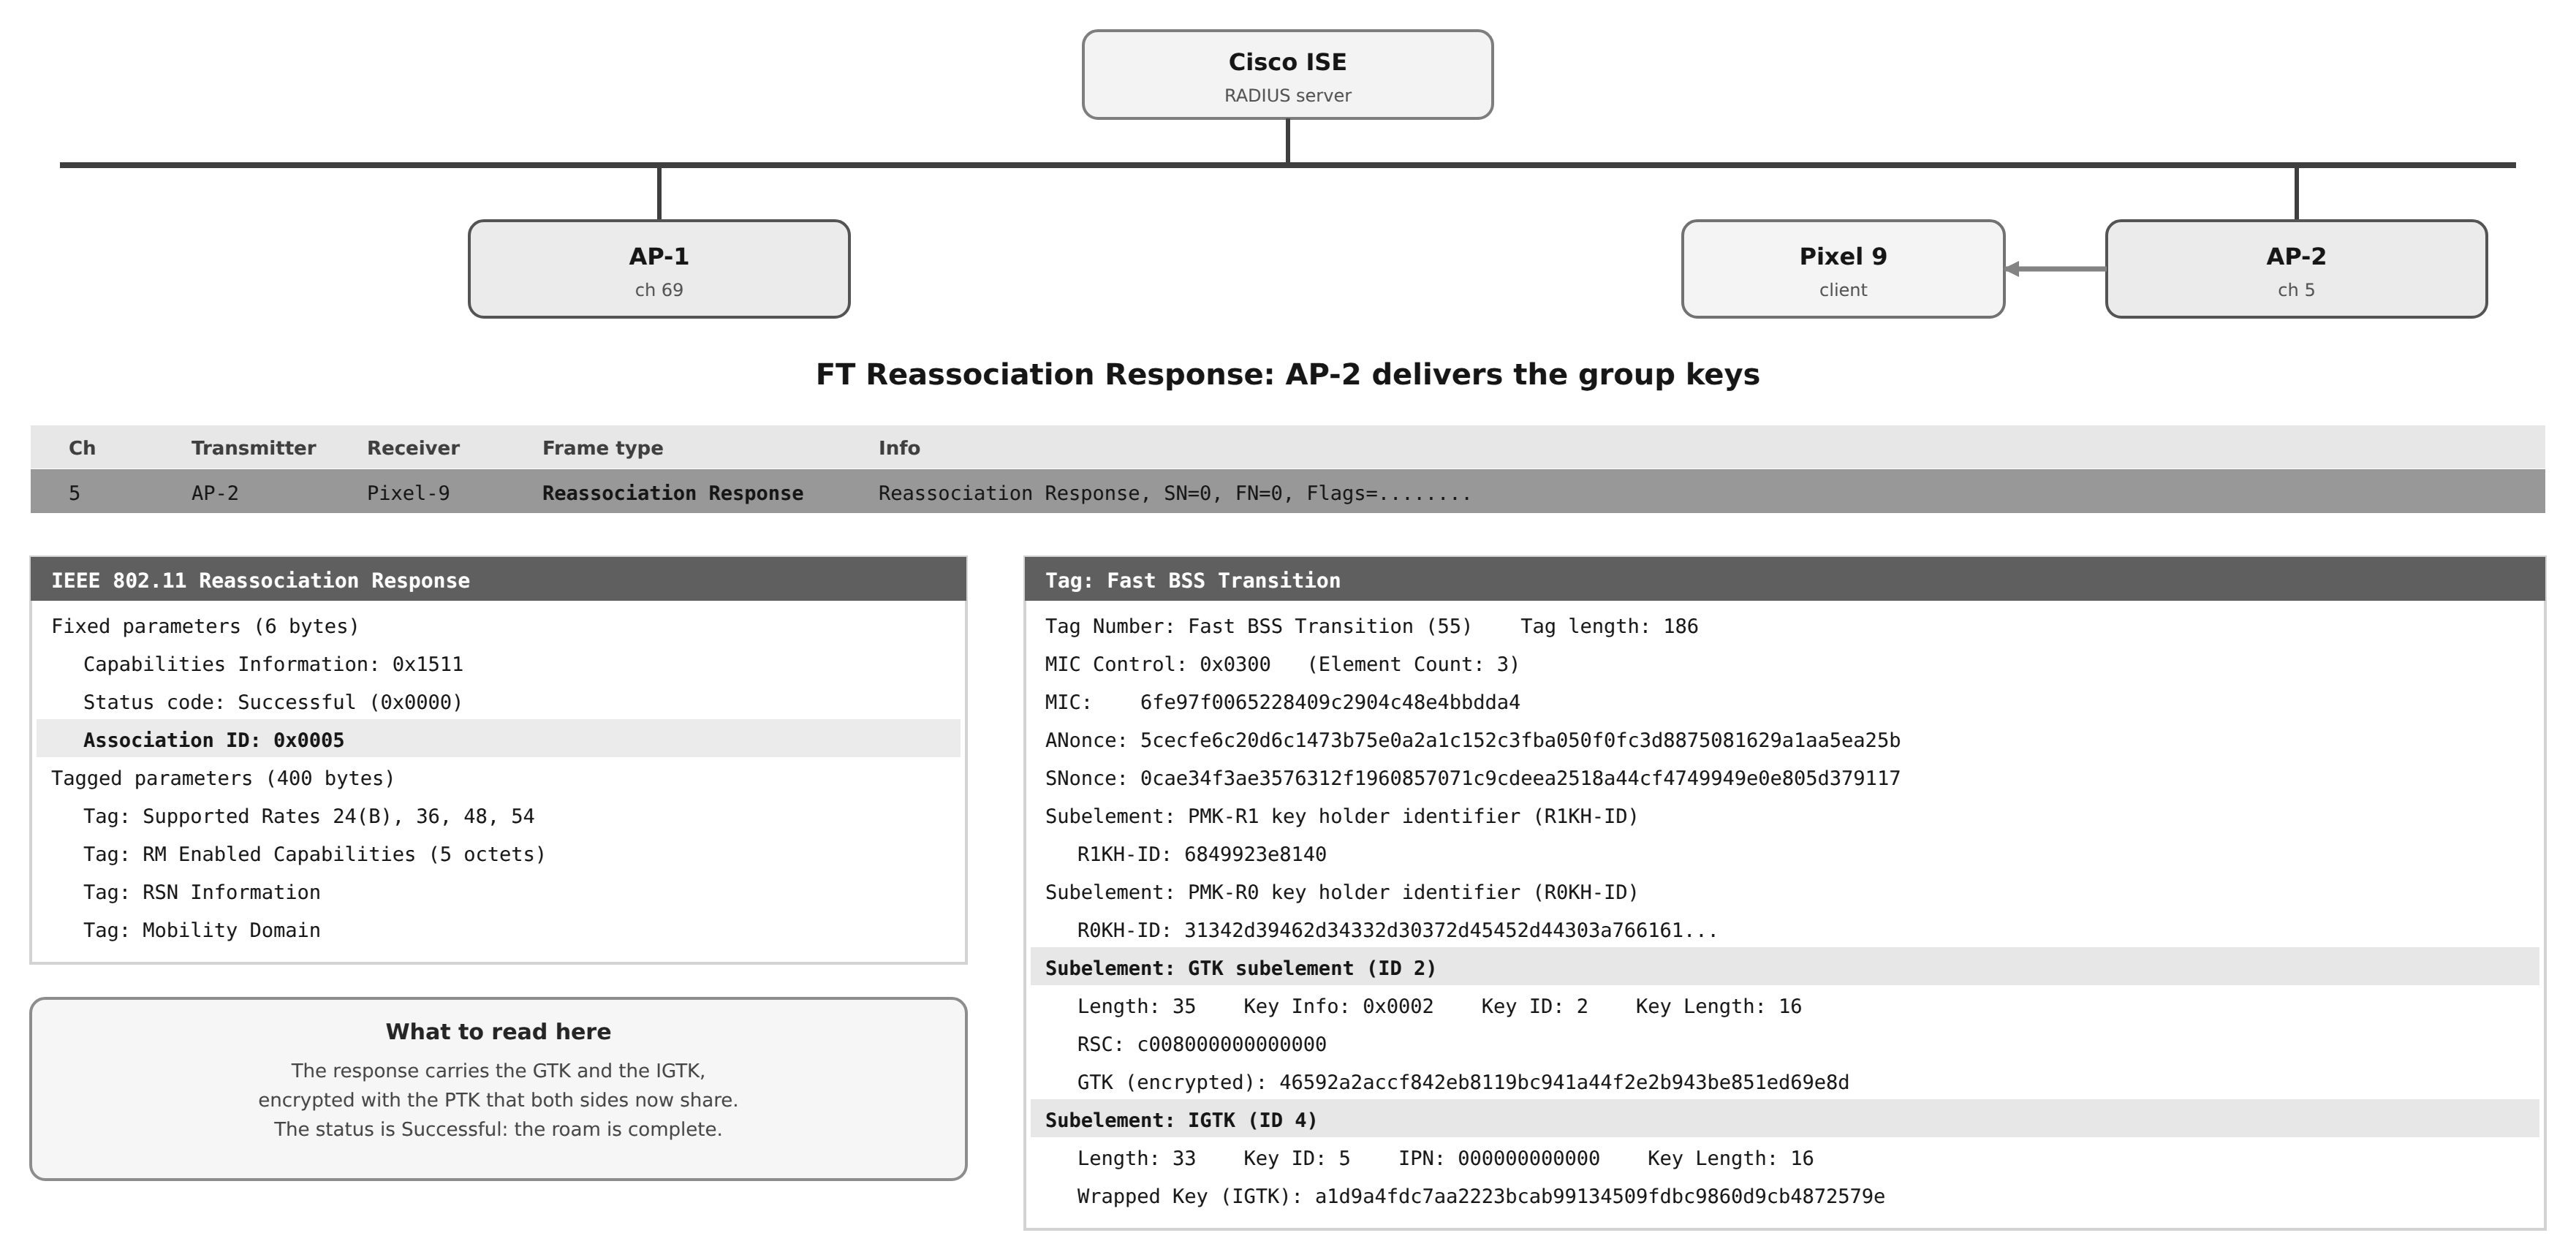 Cisco ISE
RADIUS server
AP-1
ch 69
Pixel 9
client
AP-2
ch 5
FT Reassociation Response: AP-2 delivers the group keys
Ch Transmitter Receiver Frame type Info
5 AP-2 Pixel-9 Reassociation Response Reassociation Response, SN=0, FN=0, Flags=........
IEEE 802.11 Reassociation Response
Fixed parameters (6 bytes)
Capabilities Information: 0x1511
Status code: Successful (0x0000)
Association ID: 0x0005
Tagged parameters (400 bytes)
Tag: Supported Rates 24(B), 36, 48, 54
Tag: RM Enabled Capabilities (5 octets)
Tag: RSN Information
Tag: Mobility Domain
What to read here
The response carries the GTK and the IGTK,
encrypted with the PTK that both sides now share.
The status is Successful: the roam is complete.
Tag: Fast BSS Transition
Tag Number: Fast BSS Transition (55) Tag length: 186
MIC Control: 0x0300 (Element Count: 3)
MIC: 6fe97f0065228409c2904c48e4bbdda4
ANonce: 5cecfe6c20d6c1473b75e0a2a1c152c3fba050f0fc3d8875081629a1aa5ea25b
SNonce: 0cae34f3ae3576312f1960857071c9cdeea2518a44cf4749949e0e805d379117
Subelement: PMK-R1 key holder identifier (R1KH-ID)
R1KH-ID: 6849923e8140
Subelement: PMK-R0 key holder identifier (R0KH-ID)
R0KH-ID: 31342d39462d34332d30372d45452d44303a766161...
Subelement: GTK subelement (ID 2)
Length: 35 Key Info: 0x0002 Key ID: 2 Key Length: 16
RSC: c008000000000000
GTK (encrypted): 46592a2accf842eb8119bc941a44f2e2b943be851ed69e8d
Subelement: IGTK (ID 4)
Length: 33 Key ID: 5 IPN: 000000000000 Key Length: 16
Wrapped Key (IGTK): a1d9a4fdc7aa2223bcab99134509fdbc9860d9cb4872579e